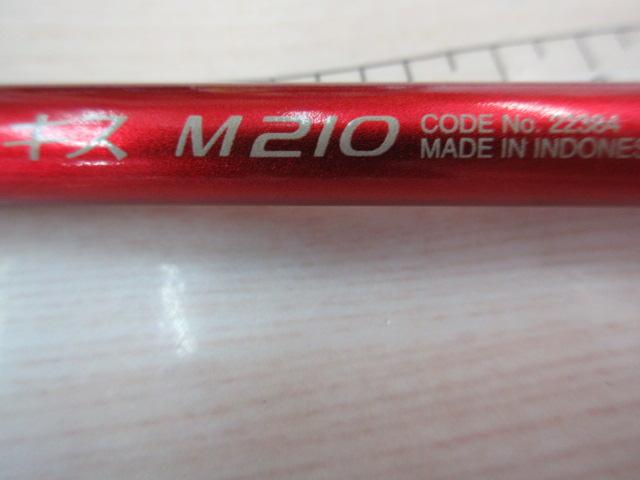 キス M210
CODE No. 22384
MADE IN INDONES